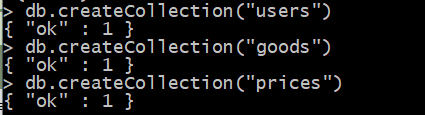 > db.createCollection("users")
{ "ok" : 1 }
> db.createCollection("goods")
{ "ok" : 1 }
> db.createCollection("prices")
{ "ok" : 1 }